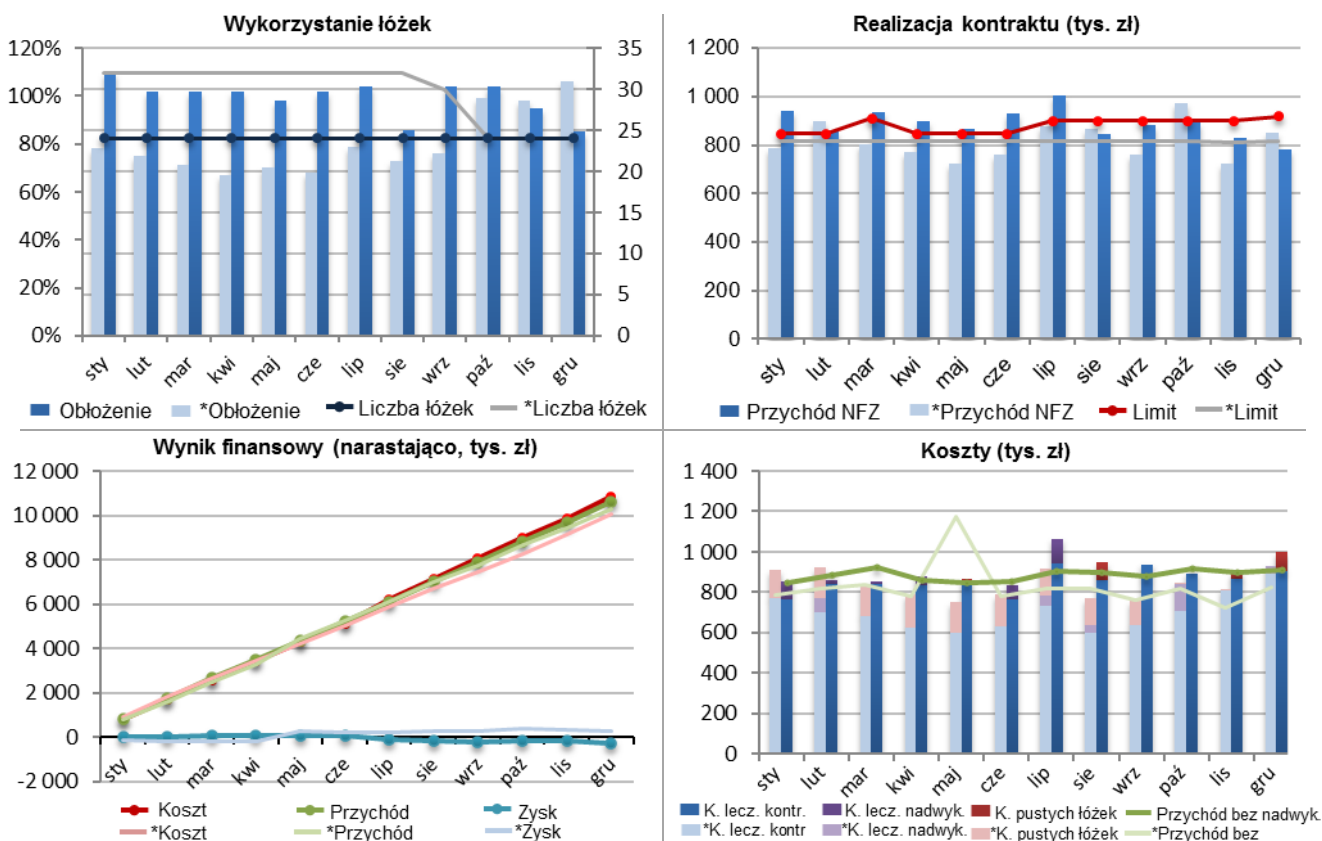 Wykorzystanie łóżek
120%
100%
80%
60%
40%
20%
0%
35
30
25
20
15
10
5
0
sty lut mar kwi maj cze lip sie wrz paź lis gru
Obłożenie *Obłożenie Liczba łóżek *Liczba łóżek
Realizacja kontraktu (tys. zł)
1 200
1 000
800
600
400
200
0
sty lut mar kwi maj cze lip sie wrz paź lis gru
Przychód NFZ *Przychód NFZ Limit *Limit
Wynik finansowy (narastająco, tys. zł)
12 000
10 000
8 000
6 000
4 000
2 000
0
-2 000
sty lut mar kwi maj cze lip sie wrz paź lis gru
Koszt Przychód Zysk
*Koszt *Przychód *Zysk
Koszty (tys. zł)
1 400
1 200
1 000
800
600
400
200
0
sty lut mar kwi maj cze lip sie wrz paź lis gru
K. lecz. kontr. K. lecz. nadwyk. K. pustych łóżek Przychód bez nadwyk.
*K. lecz. kontr *K. lecz. nadwyk. *K. pustych łóżek *Przychód bez